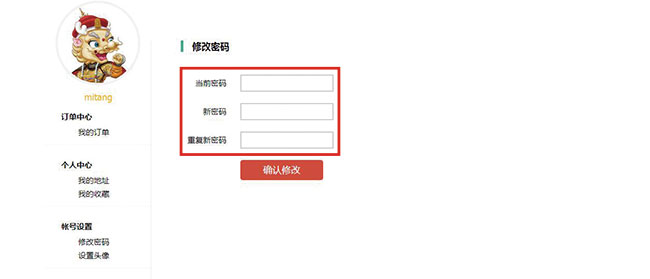 mitang
订单中心
我的订单
个人中心
我的地址
我的收藏
帐号设置
修改密码
设置头像
修改密码
当前密码
新密码
重复新密码
确认修改